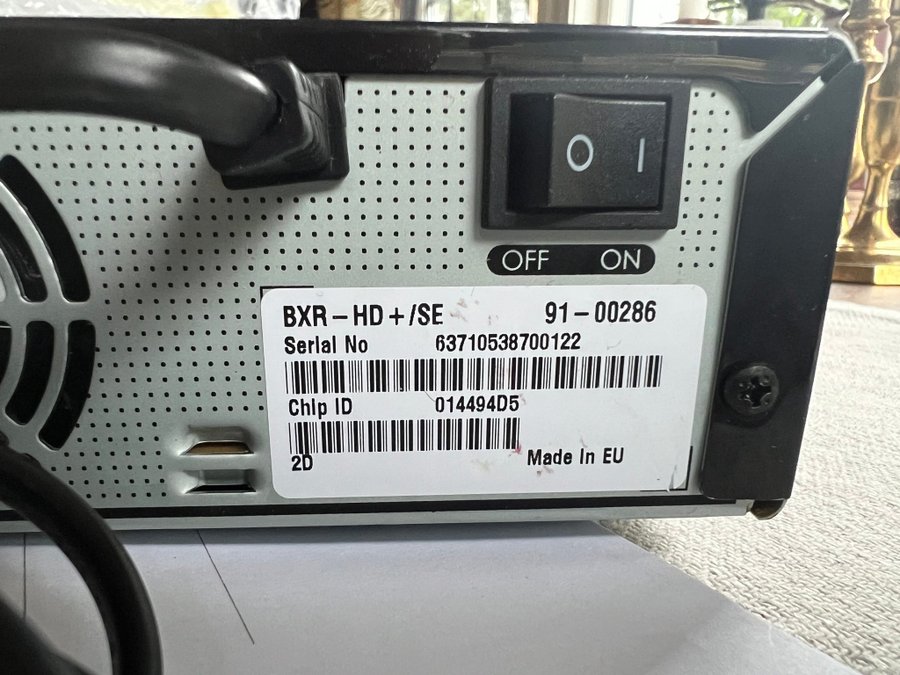 O I
OFF ON
BXR-HD+/SE 91-00286
Serial No 63710538700122
Chip ID 014494D5
2D Made In EU